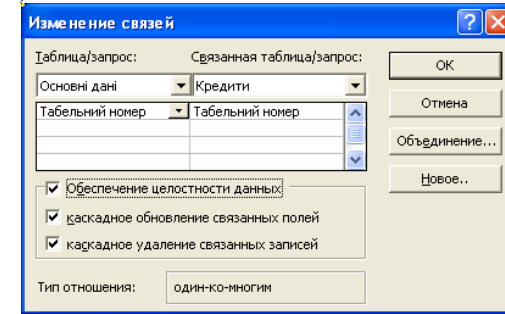 Изменение связей
Таблица/запрос: Связанная таблица/запрос:
Основні дані Кредити
Табельний номер Табельний номер
Обеспечение целостности данных
каскадное обновление связанных полей
каскадное удаление связанных записей
Тип отношения: один-ко-многим
ОК
Отмена
Объединение...
Новое..